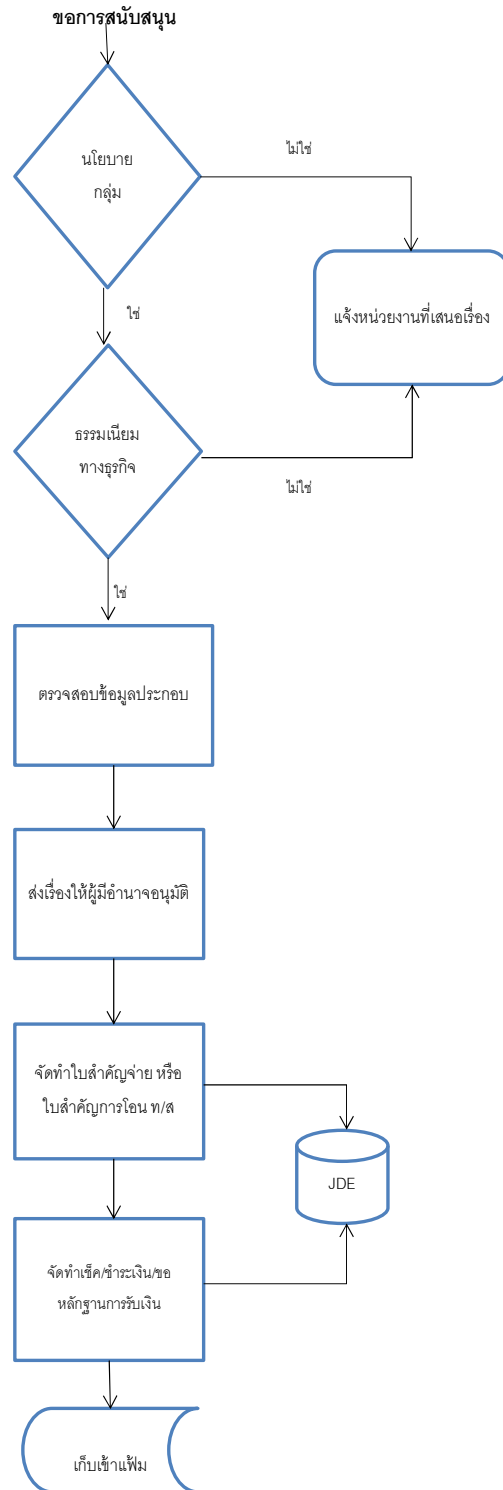 ขอการสนับสนุน
นโยบาย
กลุ่ม
ไม่ใช่
แจ้งหน่วยงานที่เสนอเรื่อง
ใช่
ธรรมเนียม
ทางธุรกิจ
ไม่ใช่
ใช่
ตรวจสอบข้อมูลประกอบ
ส่งเรื่องให้ผู้มีอำนาจอนุมัติ
จัดทำใบสำคัญจ่าย หรือ
ใบสำคัญการโอน ท/ส
JDE
จัดทำเช็ค/ชำระเงิน/ขอ
หลักฐานการรับเงิน
เก็บเข้าแฟ้ม